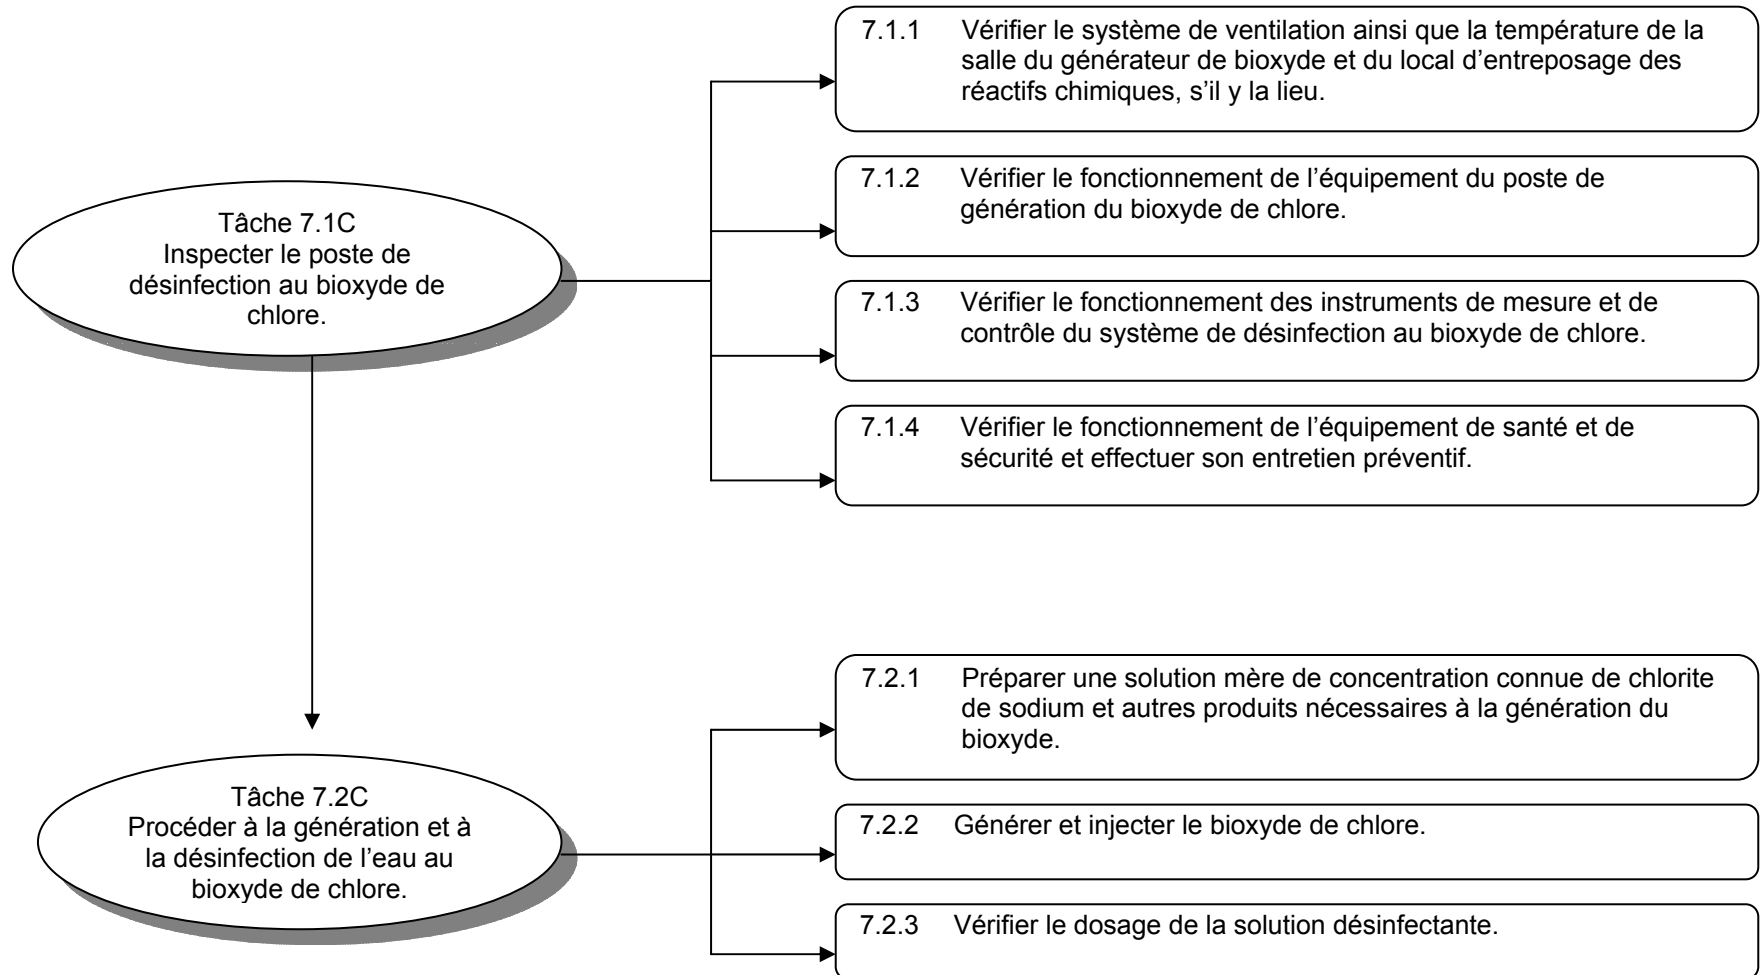 Tâche 7.1C
Inspecter le poste de
désinfection au bioxyde de
chlore.
7.1.1 Vérifier le système de ventilation ainsi que la température de la
salle du générateur de bioxyde et du local d’entreposage des
réactifs chimiques, s’il y la lieu.
7.1.2 Vérifier le fonctionnement de l’équipement du poste de
génération du bioxyde de chlore.
7.1.3 Vérifier le fonctionnement des instruments de mesure et de
contrôle du système de désinfection au bioxyde de chlore.
7.1.4 Vérifier le fonctionnement de l’équipement de santé et de
sécurité et effectuer son entretien préventif.
Tâche 7.2C
Procéder à la génération et à
la désinfection de l’eau au
bioxyde de chlore.
7.2.1 Préparer une solution mère de concentration connue de chlorite
de sodium et autres produits nécessaires à la génération du
bioxyde.
7.2.2 Générer et injecter le bioxyde de chlore.
7.2.3 Vérifier le dosage de la solution désinfectante.